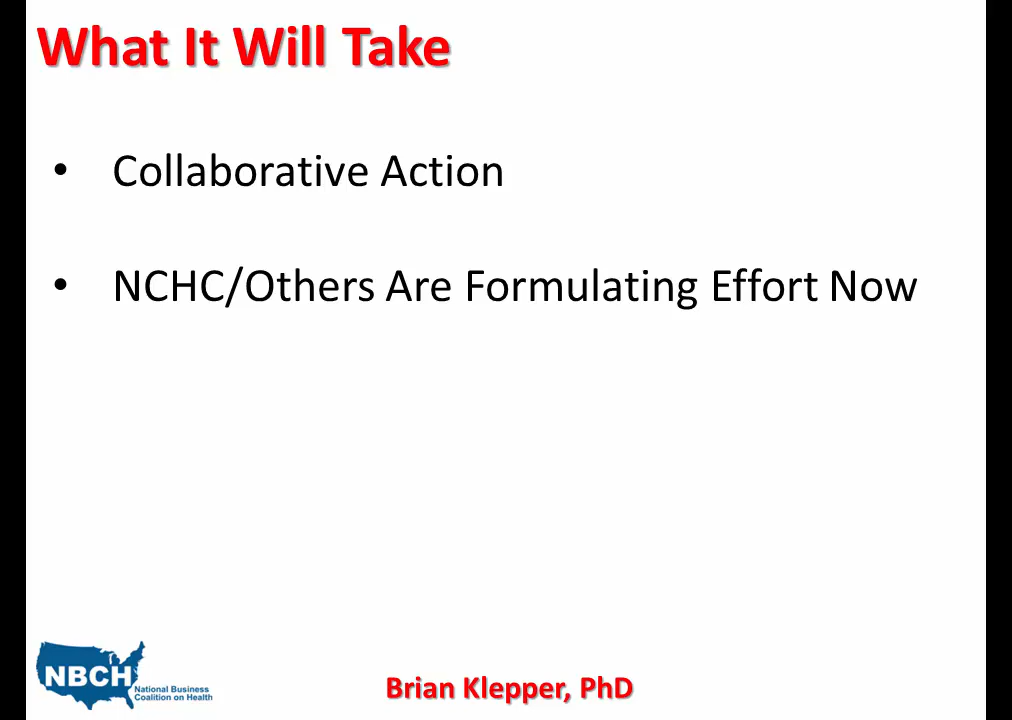 What It Will Take
• Collaborative Action
• NCHC/Others Are Formulating Effort Now
NBCH
National Business
Coalition on Health
Brian Klepper, PhD